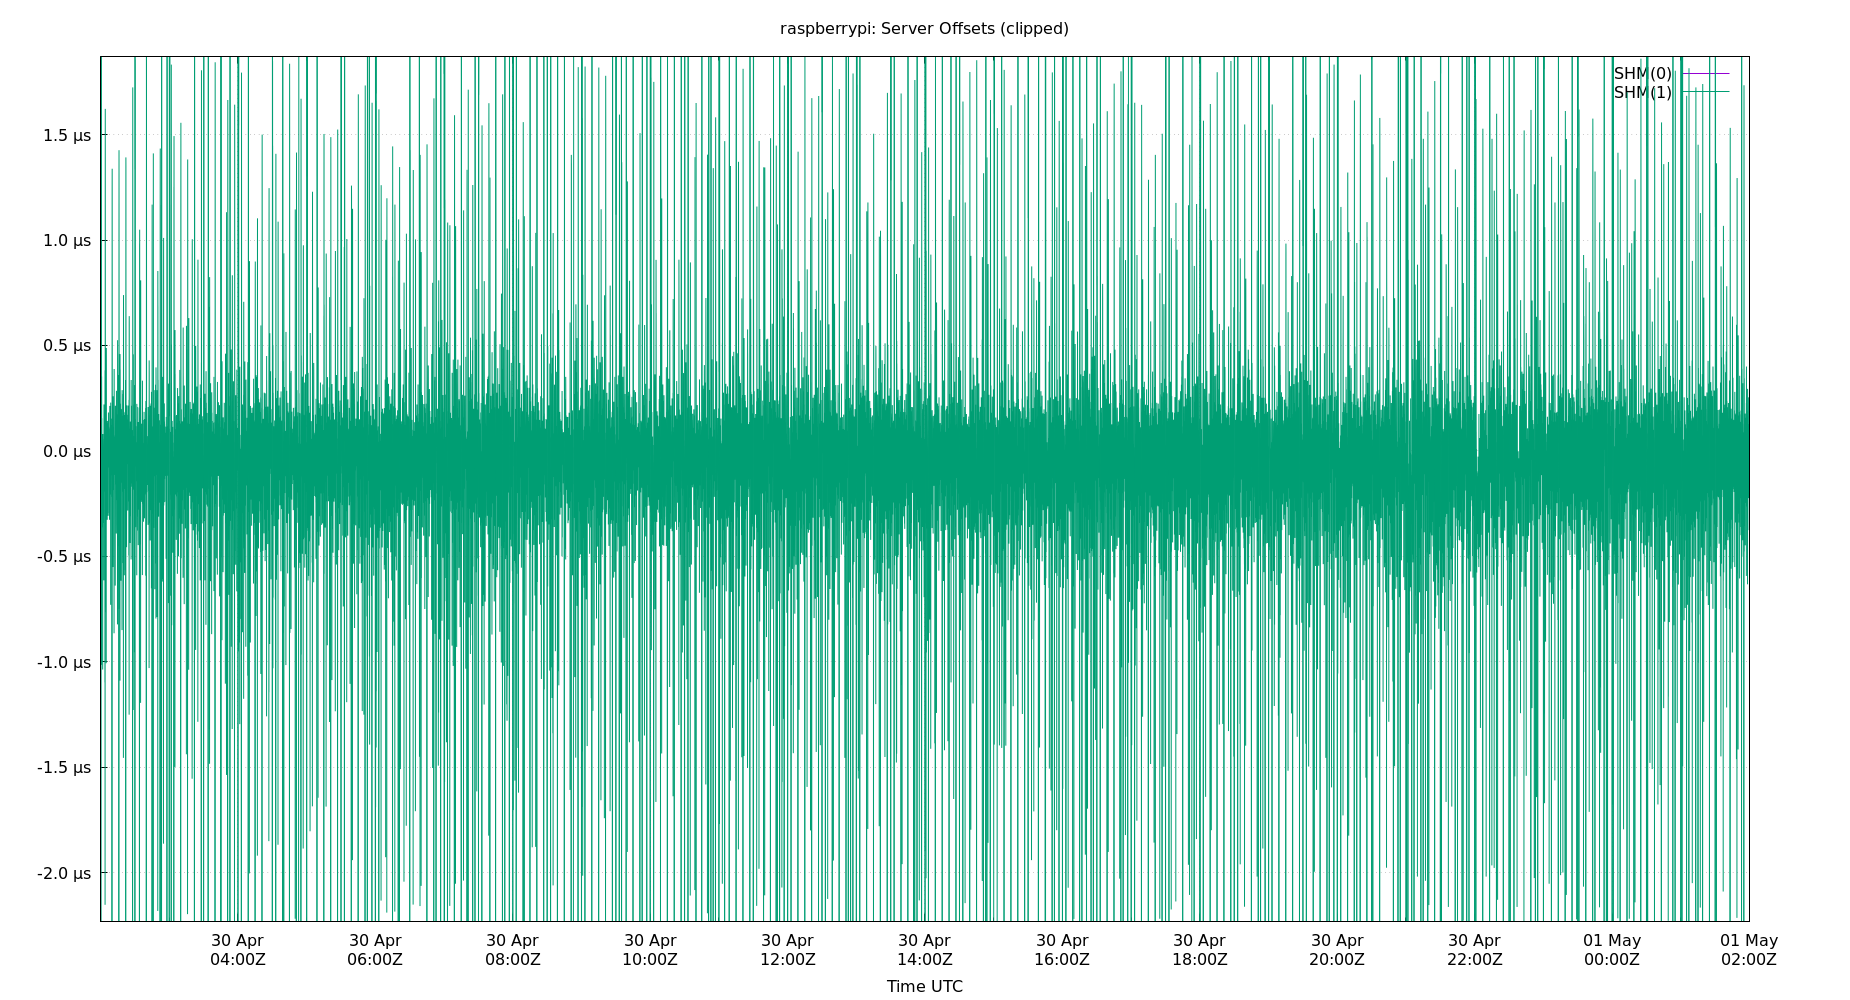 raspberrypi: Server Offsets (clipped)
SHM(0)
SHM(1)
1.5 µs
1.0 µs
0.5 µs
0.0 µs
-0.5 µs
-1.0 µs
-1.5 µs
-2.0 µs
30 Apr 30 Apr 30 Apr 30 Apr 30 Apr 30 Apr 30 Apr 30 Apr 30 Apr 30 Apr 01 May 01 May
04:00Z 06:00Z 08:00Z 10:00Z 12:00Z 14:00Z 16:00Z 18:00Z 20:00Z 22:00Z 00:00Z 02:00Z
Time UTC